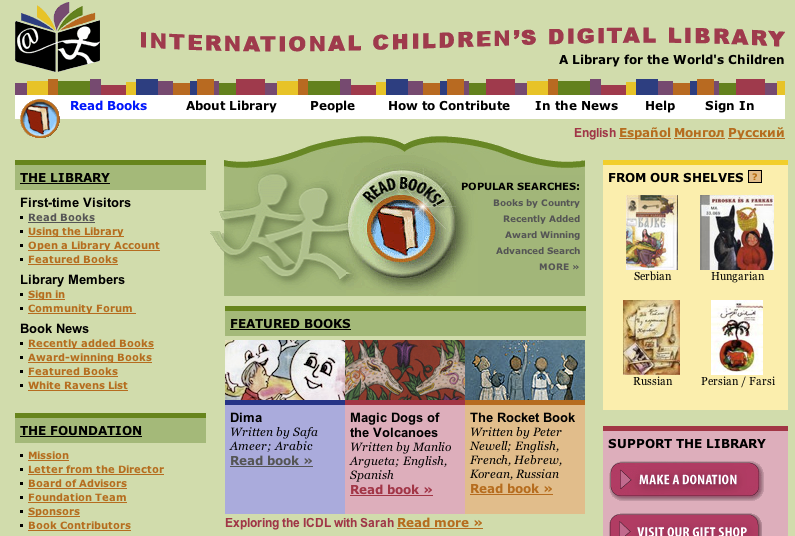 @
INTERNATIONAL CHILDREN'S DIGITAL LIBRARY
A Library for the World's Children
Read Books About Library People How to Contribute In the News Help Sign In
English Español Монгол Русский
THE LIBRARY
First-time Visitors
Read Books
Using the Library
Open a Library Account
Featured Books
Library Members
Sign in
Community Forum
Book News
Recently added Books
Award-winning Books
Featured Books
White Ravens List
THE FOUNDATION
Mission
Letter from the Director
Board of Advisors
Foundation Team
Sponsors
Book Contributors
READ BOOKS!
POPULAR SEARCHES:
Books by Country
Recently Added
Award Winning
Advanced Search
MORE »
FEATURED BOOKS
Dima
Written by Safa
Ameer; Arabic
Read book »
Magic Dogs of
the Volcanoes
Written by Manlio
Argueta; English,
Spanish
Read book »
The Rocket Book
Written by Peter
Newell; English,
French, Hebrew,
Korean, Russian
Read book »
Exploring the ICDL with Sarah Read more »
FROM OUR SHELVES ?
БАЈКЕ
Serbian
PIROSKA ÉS A FARKAS
Hungarian
Russian
Persian / Farsi
SUPPORT THE LIBRARY
MAKE A DONATION
VISIT OUR GIFT SHOP